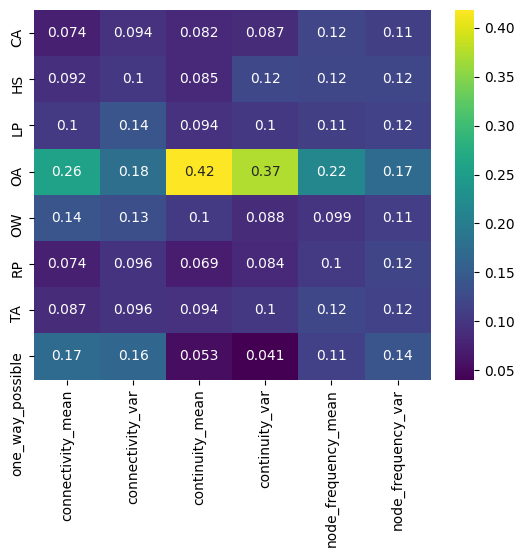 CA 0.074 0.094 0.082 0.087 0.12 0.11
HS 0.092 0.1 0.085 0.12 0.12 0.12
LP 0.1 0.14 0.094 0.1 0.11 0.12
OA 0.26 0.18 0.42 0.37 0.22 0.17
OW 0.14 0.13 0.1 0.088 0.099 0.11
RP 0.074 0.096 0.069 0.084 0.1 0.12
TA 0.087 0.096 0.094 0.1 0.12 0.12
one_way_possible 0.17 0.16 0.053 0.041 0.11 0.14
connectivity_mean
connectivity_var
continuity_mean
continuity_var
node_frequency_mean
node_frequency_var
0.40
0.35
0.30
0.25
0.20
0.15
0.10
0.05